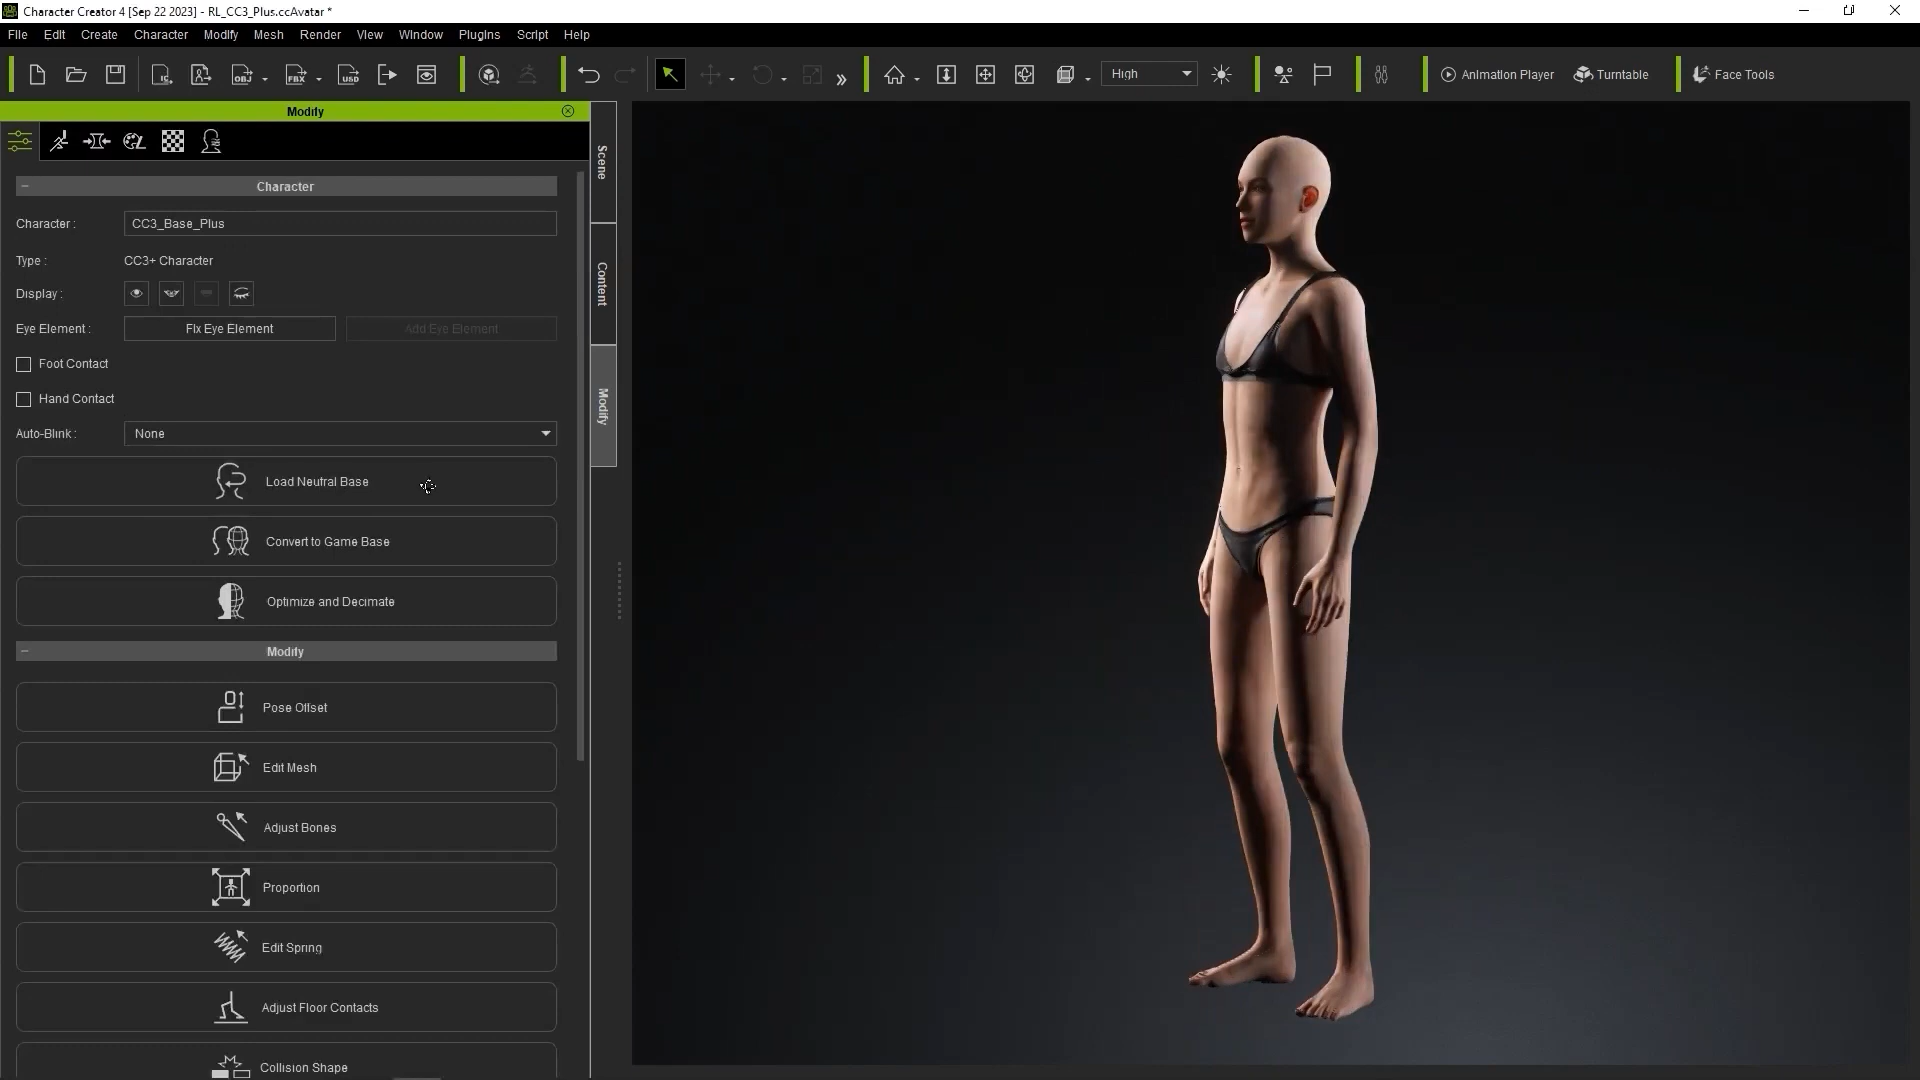 Character Creator 4 [Sep 22 2023] - RL_CC3_Plus.ccAvatar *
File Edit Create Character Modify Mesh Render View Window Plugins Script Help
IC OBJ FBX USD High Animation Player Turntable Face Tools
Modify
Scene
Content
Modify
Character
Character : CC3_Base_Plus
Type : CC3+ Character
Display :
Eye Element : Fix Eye Element Add Eye Element
Foot Contact
Hand Contact
Auto-Blink : None
Load Neutral Base
Convert to Game Base
Optimize and Decimate
Modify
Pose Offset
Edit Mesh
Adjust Bones
Proportion
Edit Spring
Adjust Floor Contacts
Collision Shape